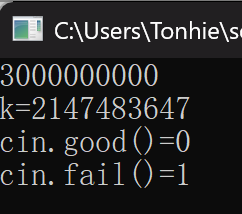 C:\Users\Tonhie\s
3000000000
k=2147483647
cin.good()=0
cin.fail()=1